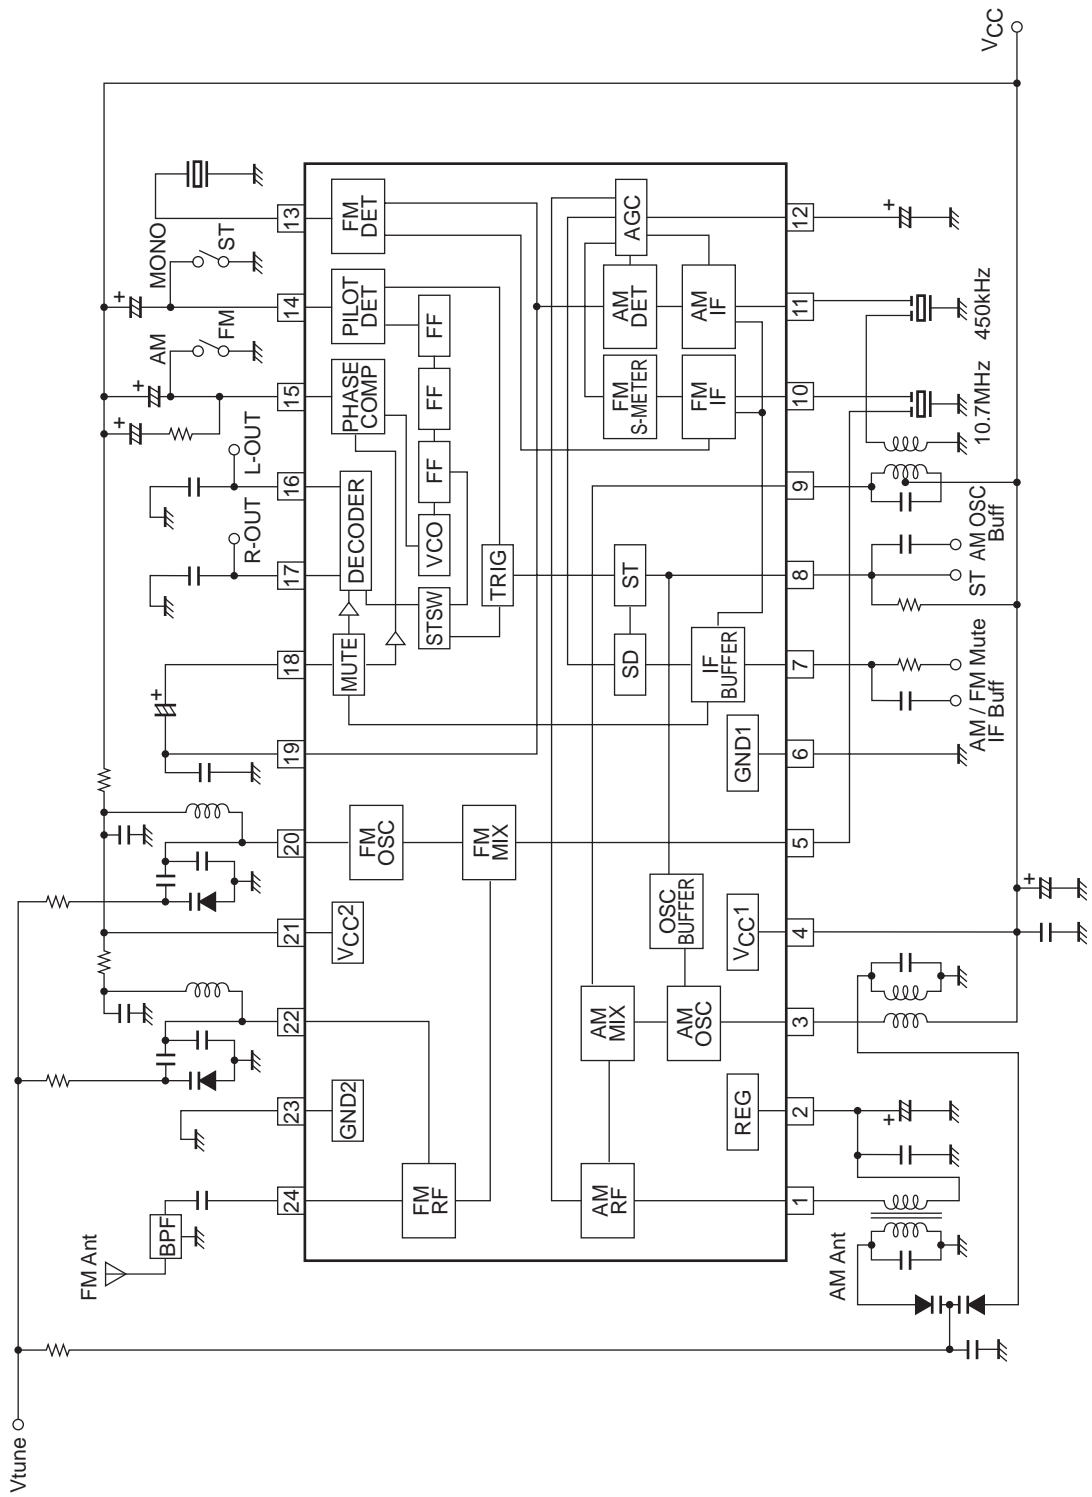 Vtune
VCC
FM Ant
BPF
R-OUT
L-OUT
AM
FM
MONO
ST
24
23
22
21
20
19
18
17
16
15
14
13
FM
RF
GND2
VCC2
FM
OSC
FM
MIX
MUTE
DECODER
PHASE
COMP
PILOT
DET
FM
DET
STSW
VCO
FF
FF
FF
TRIG
AM
RF
AM
MIX
REG
AM
OSC
OSC
BUFFER
VCC1
GND1
SD
ST
IF
BUFFER
FM
S-METER
FM
IF
AM
DET
AM
IF
AGC
1
2
3
4
5
6
7
8
9
10
11
12
AM Ant
AM / FM Mute
IF Buff
ST
AM OSC
Buff
10.7MHz
450kHz
+
+
+
+
+
+
+